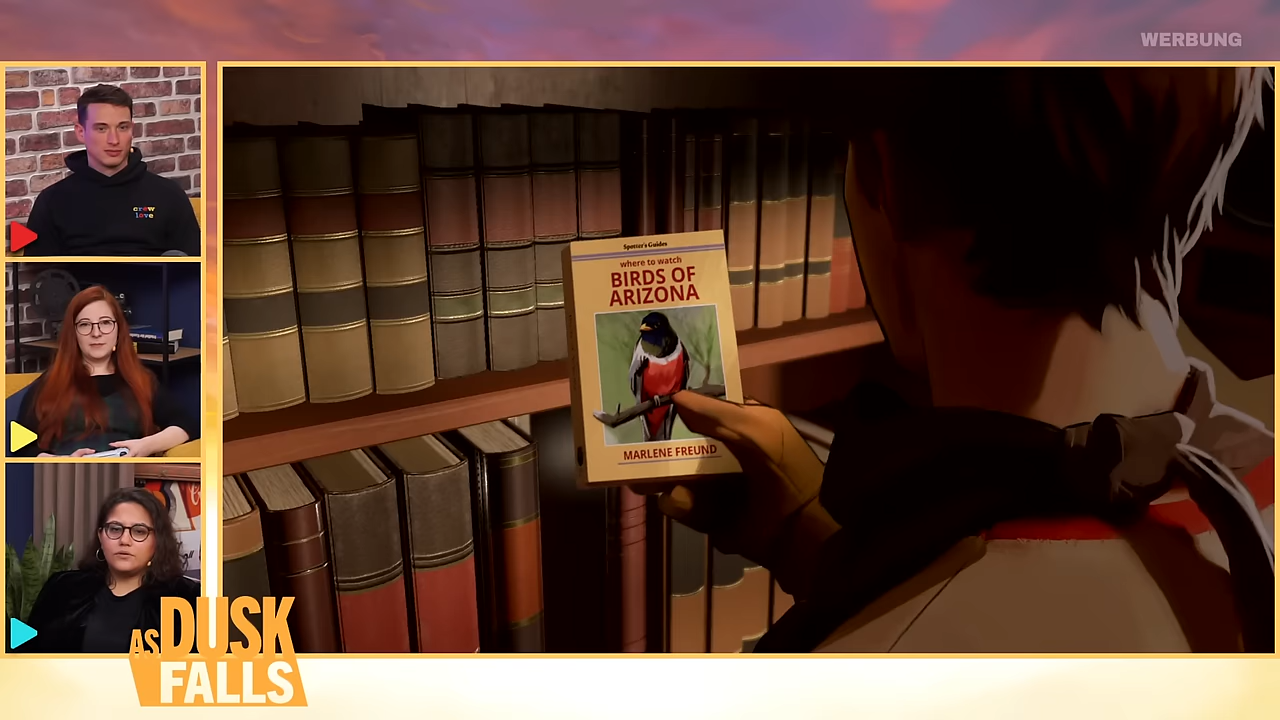 WERBUNG
crew
love
Spotter's Guides
where to watch
BIRDS OF
ARIZONA
MARLENE FREUND
AS DUSK
FALLS